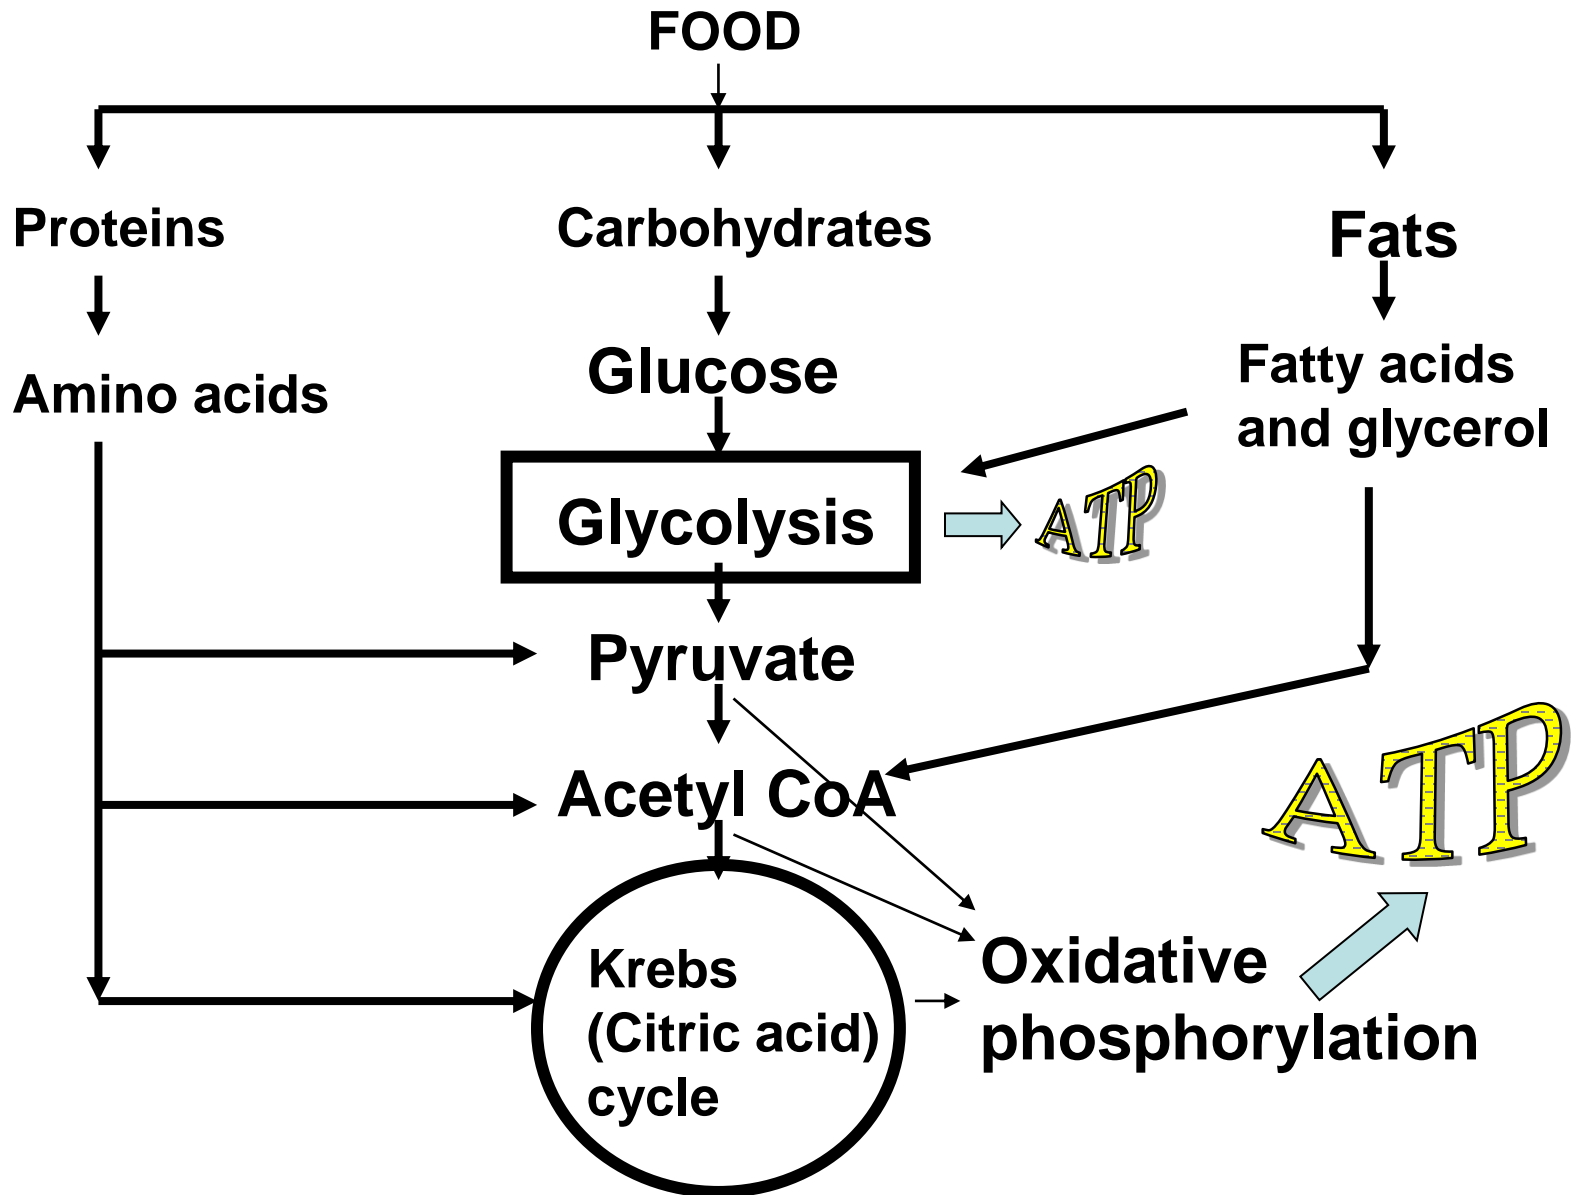 FOOD
Proteins
Carbohydrates
Fats
Amino acids
Glucose
Fatty acids
and glycerol
Glycolysis
ATP
Pyruvate
Acetyl CoA
ATP
Krebs
(Citric acid)
cycle
Oxidative
phosphorylation